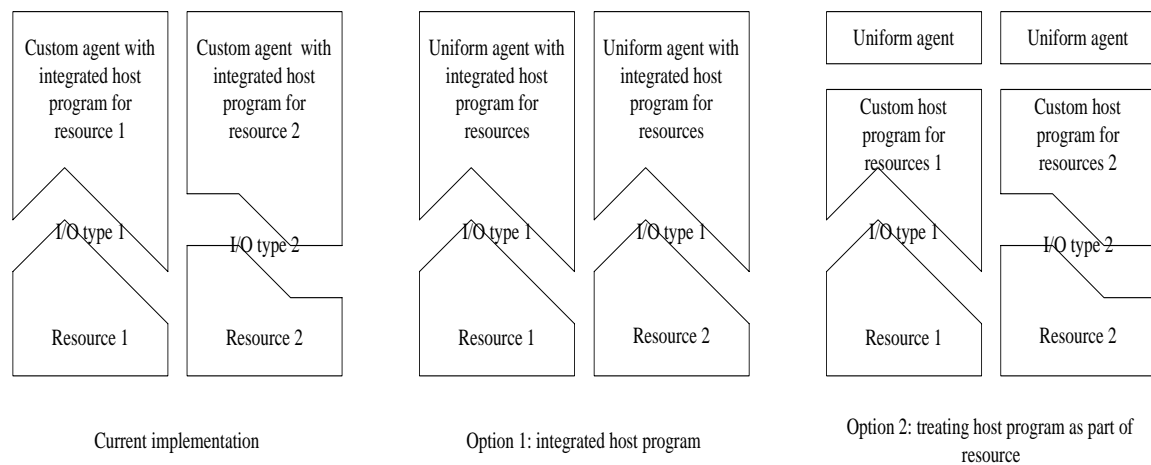 Custom agent with
integrated host
program for
resource 1
I/O type 1
Resource 1
Custom agent with
integrated host
program for
resource 2
I/O type 2
Resource 2
Current implementation
Uniform agent with
integrated host
program for
resources
I/O type 1
Resource 1
Uniform agent with
integrated host
program for
resources
I/O type 1
Resource 2
Option 1: integrated host program
Uniform agent
Custom host
program for
resources 1
I/O type 1
Resource 1
Uniform agent
Custom host
program for
resources 2
I/O type 2
Resource 2
Option 2: treating host program as part of
resource